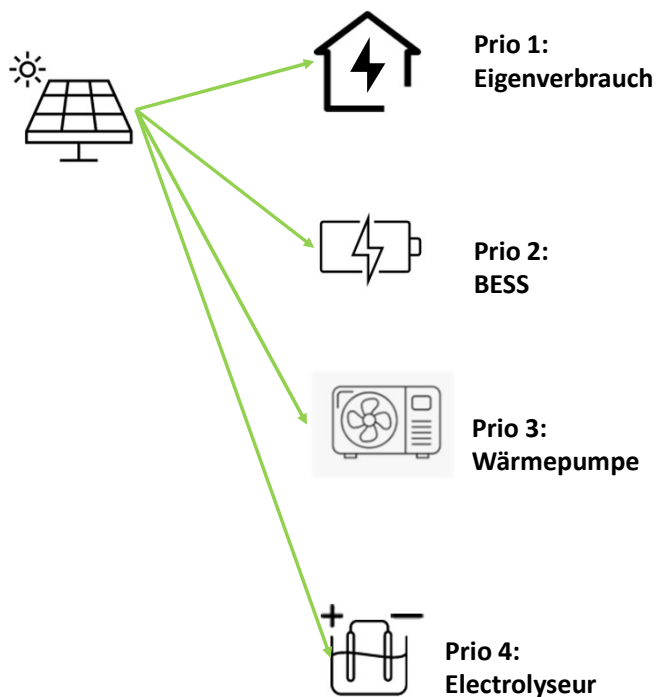 Prio 1:
Eigenverbrauch
Prio 2:
BESS
Prio 3:
Wärmepumpe
+ −
Prio 4:
Electrolyseur